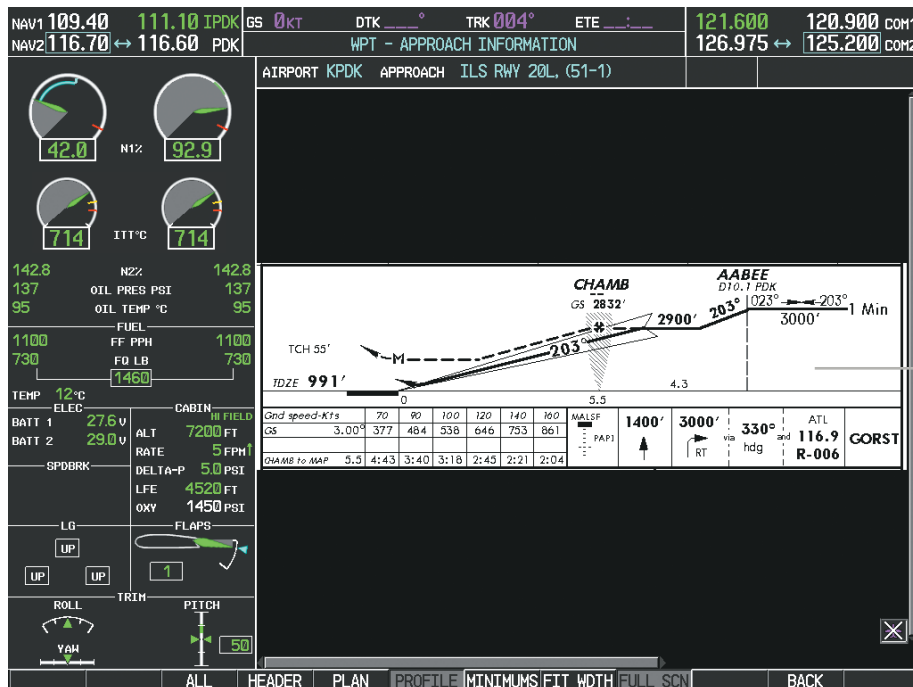 NAV1 109.40 111.10 IPDK
NAV2 116.70 ↔ 116.60 PDK
GS 0KT DTK ___° TRK 004° ETE __:__
WPT - APPROACH INFORMATION
121.600 120.900 COM1
126.975 ↔ 125.200 COM2
AIRPORT KPDK APPROACH ILS RWY 20L, (51-1)
42.0 N1% 92.9
714 ITT°C 714
142.8 N2% 142.8
137 OIL PRES PSI 137
95 OIL TEMP °C 95
FUEL
1100 FF PPH 1100
730 FQ LB 730
1460
TEMP 12°C
ELEC
BATT 1 27.6 V
BATT 2 29.0 V
SPDBRK
CABIN
HI FIELD
ALT 7200 FT
RATE 5 FPM↑
DELTA-P 5.0 PSI
LFE 4520 FT
OXY 1450 PSI
LG
UP
UP UP
FLAPS
1
TRIM
ROLL PITCH
YAW
50
CHAMB
GS 2832'
AABEE
D10.1 PDK
203° 023° 203° 1 Min
2900' 3000'
203°
TCH 55'
M
TDZE 991'
0 5.5 4.3
Gnd speed-Kts 70 90 100 120 140 160
GS 3.00° 377 484 538 646 753 861
CHAMB to MAP 5.5 4:43 3:40 3:18 2:45 2:21 2:04
MALSF
PAPI
1400'
3000'
RT
via 330° hdg and
ATL
116.9
R-006
GORST
ALL HEADER PLAN PROFILE MINIMUMS FIT WDTH FULL SCN BACK